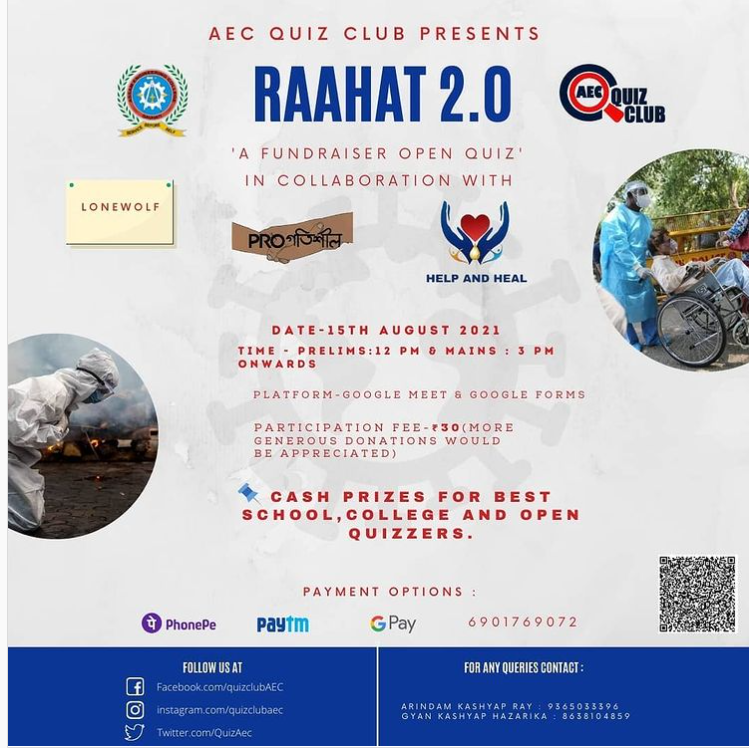 AEC QUIZ CLUB PRESENTS
RAAHAT 2.0
AEC QUIZ
CLUB
'A FUNDRAISER OPEN QUIZ'
IN COLLABORATION WITH
LONEWOLF
PROগতিশীল
HELP AND HEAL
DATE-15TH AUGUST 2021
TIME - PRELIMS:12 PM & MAINS : 3 PM
ONWARDS
PLATFORM-GOOGLE MEET & GOOGLE FORMS
PARTICIPATION FEE-₹30(MORE
GENEROUS DONATIONS WOULD
BE APPRECIATED)
CASH PRIZES FOR BEST
SCHOOL,COLLEGE AND OPEN
QUIZZERS.
PAYMENT OPTIONS :
PhonePe paytm G Pay 6901769072
FOLLOW US AT
Facebook.com/quizclubAEC
instagram.com/quizclubaec
Twitter.com/QuizAec
FOR ANY QUERIES CONTACT :
ARINDAM KASHYAP RAY : 9365033396
GYAN KASHYAP HAZARIKA : 8638104859